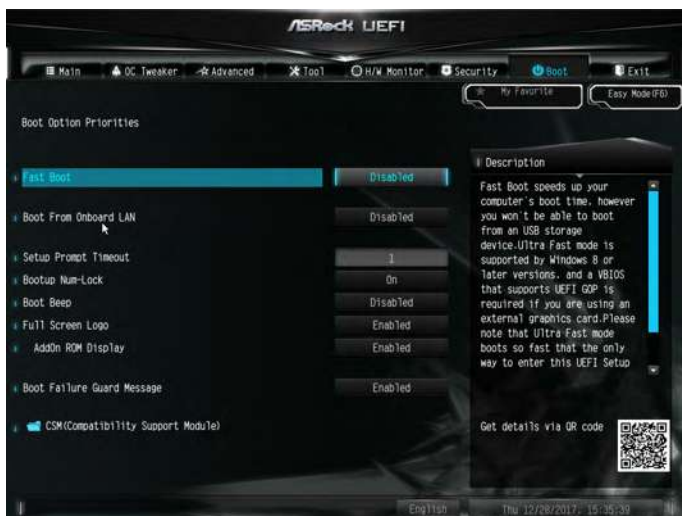 ASRock UEFI
Main OC Tweaker Advanced Tool H/W Monitor Security Boot Exit
My Favorite Easy Mode(F6)
Boot Option Priorities
Fast Boot Disabled
Boot From Onboard LAN Disabled
Setup Prompt Timeout 1
Bootup Num-Lock On
Boot Beep Disabled
Full Screen Logo Enabled
AddOn ROM Display Enabled
Boot Failure Guard Message Enabled
CSM(Compatibility Support Module)
Description
Fast Boot speeds up your
computer's boot time, however
you won't be able to boot
from an USB storage
device.Ultra Fast mode is
supported by Windows 8 or
later versions, and a VBIOS
that supports UEFI GOP is
required if you are using an
external graphics card.Please
note that Ultra Fast mode
boots so fast that the only
way to enter this UEFI Setup
Get details via QR code
English Thu 12/28/2017, 15:35:39